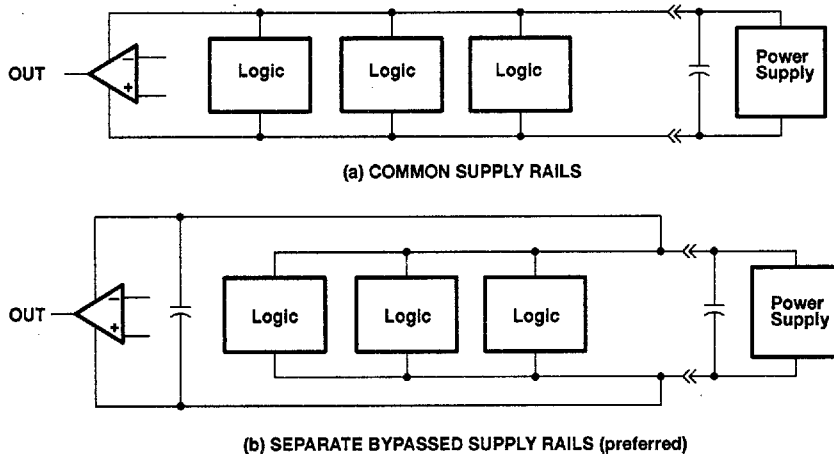 OUT
Logic
Logic
Logic
Power
Supply
(a) COMMON SUPPLY RAILS
OUT
Logic
Logic
Logic
Power
Supply
(b) SEPARATE BYPASSED SUPPLY RAILS (preferred)